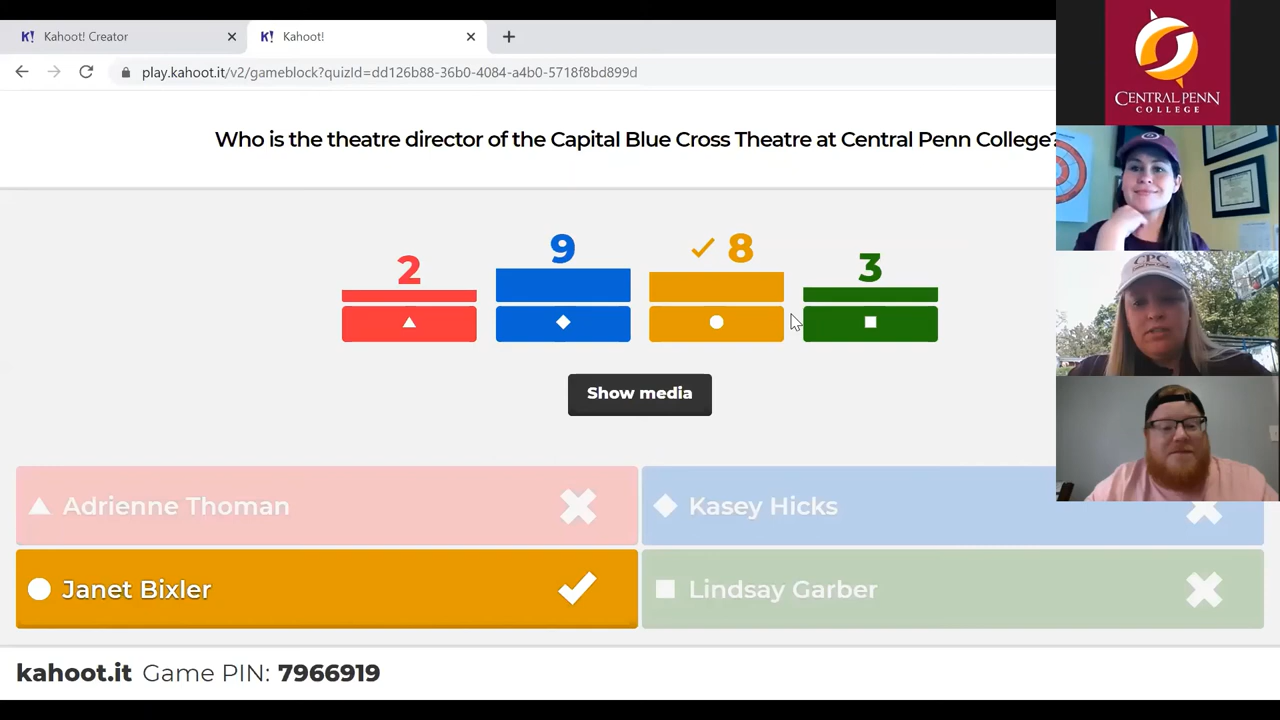 K! Kahoot! Creator
K! Kahoot!
play.kahoot.it/v2/gameblock?quizId=dd126b88-36b0-4084-a4b0-5718f8bd899d
CENTRAL PENN
COLLEGE
Who is the theatre director of the Capital Blue Cross Theatre at Central Penn College?
2
9
8
3
CPC
Show media
Adrienne Thoman
Kasey Hicks
Janet Bixler
Lindsay Garber
kahoot.it Game PIN: 7966919